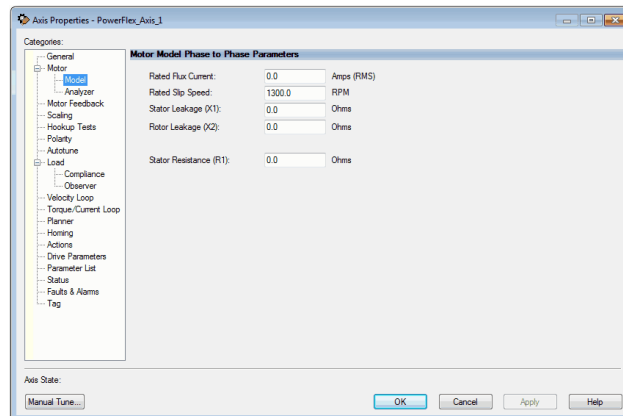 Axis Properties - PowerFlex_Axis_1
Categories:
General
Motor
Model
Analyzer
Motor Feedback
Scaling
Hookup Tests
Polarity
Autotune
Load
Compliance
Observer
Velocity Loop
Torque/Current Loop
Planner
Homing
Actions
Drive Parameters
Parameter List
Status
Faults & Alarms
Tag
Motor Model Phase to Phase Parameters
Rated Flux Current: 0.0 Amps (RMS)
Rated Slip Speed: 1300.0 RPM
Stator Leakage (X1): 0.0 Ohms
Rotor Leakage (X2): 0.0 Ohms
Stator Resistance (R1): 0.0 Ohms
Axis State:
Manual Tune... OK Cancel Apply Help